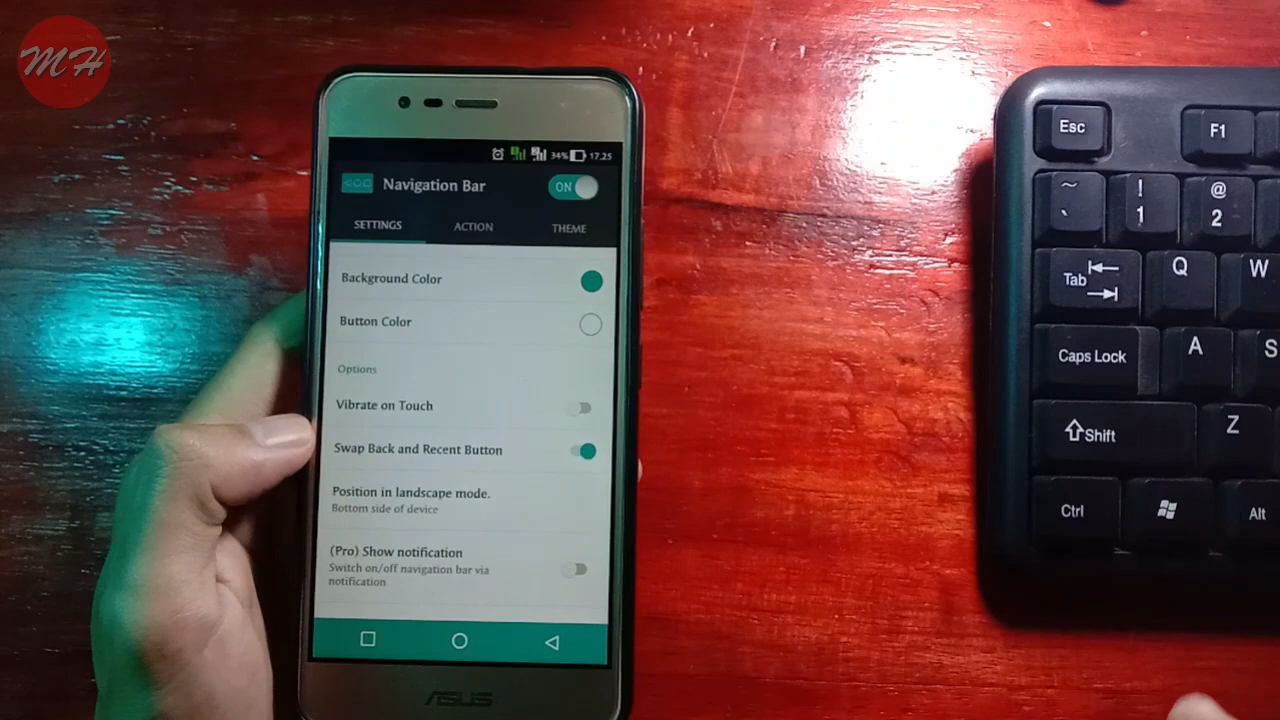 MH
34% 17.25
Navigation Bar
ON
SETTINGS ACTION THEME
Background Color
Button Color
Options
Vibrate on Touch
Swap Back and Recent Button
Position in landscape mode.
Bottom side of device
(Pro) Show notification
Switch on/off navigation bar via
notification
ASUS
Esc F1
~ ! @
` 1 2
Tab Q W
Caps Lock A S
Shift Z
Ctrl Alt